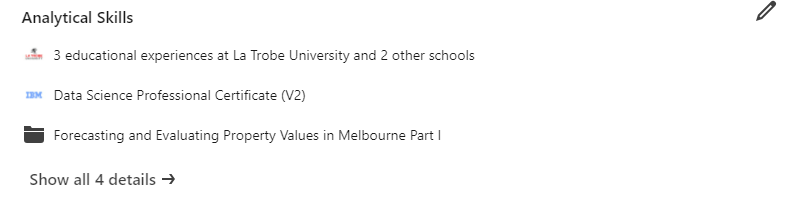 Analytical Skills
3 educational experiences at La Trobe University and 2 other schools
IBM
Data Science Professional Certificate (V2)
Forecasting and Evaluating Property Values in Melbourne Part I
Show all 4 details →